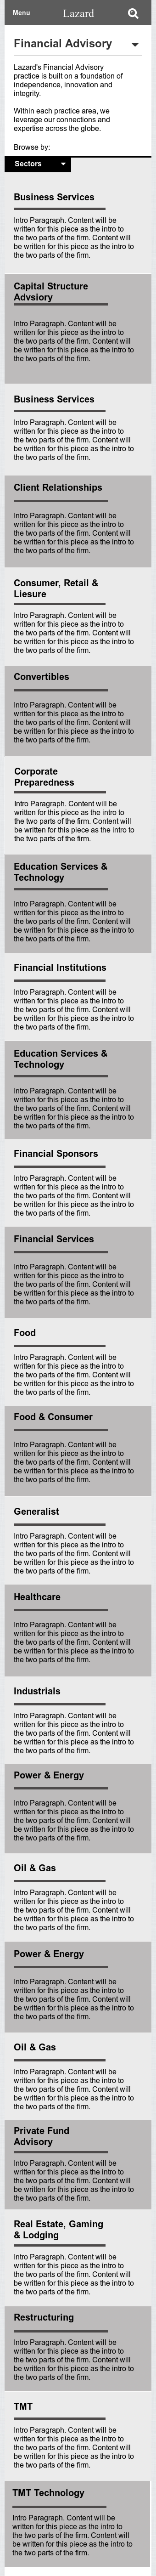 Menu
Lazard
Financial Advisory
Lazard's Financial Advisory
practice is built on a foundation of
independence, innovation and
integrity.
Within each practice area, we
leverage our connections and
expertise across the globe.
Browse by:
Sectors
Business Services
Intro Paragraph. Content will be
written for this piece as the intro to
the two parts of the firm. Content will
be written for this piece as the intro to
the two parts of the firm.
Capital Structure
Advsiory
Intro Paragraph. Content will be
written for this piece as the intro to
the two parts of the firm. Content will
be written for this piece as the intro to
the two parts of the firm.
Business Services
Intro Paragraph. Content will be
written for this piece as the intro to
the two parts of the firm. Content will
be written for this piece as the intro to
the two parts of the firm.
Client Relationships
Intro Paragraph. Content will be
written for this piece as the intro to
the two parts of the firm. Content will
be written for this piece as the intro to
the two parts of the firm.
Consumer, Retail &
Liesure
Intro Paragraph. Content will be
written for this piece as the intro to
the two parts of the firm. Content will
be written for this piece as the intro to
the two parts of the firm.
Convertibles
Intro Paragraph. Content will be
written for this piece as the intro to
the two parts of the firm. Content will
be written for this piece as the intro to
the two parts of the firm.
Corporate
Preparedness
Intro Paragraph. Content will be
written for this piece as the intro to
the two parts of the firm. Content will
be written for this piece as the intro to
the two parts of the firm.
Education Services &
Technology
Intro Paragraph. Content will be
written for this piece as the intro to
the two parts of the firm. Content will
be written for this piece as the intro to
the two parts of the firm.
Financial Institutions
Intro Paragraph. Content will be
written for this piece as the intro to
the two parts of the firm. Content will
be written for this piece as the intro to
the two parts of the firm.
Education Services &
Technology
Intro Paragraph. Content will be
written for this piece as the intro to
the two parts of the firm. Content will
be written for this piece as the intro to
the two parts of the firm.
Financial Sponsors
Intro Paragraph. Content will be
written for this piece as the intro to
the two parts of the firm. Content will
be written for this piece as the intro to
the two parts of the firm.
Financial Services
Intro Paragraph. Content will be
written for this piece as the intro to
the two parts of the firm. Content will
be written for this piece as the intro to
the two parts of the firm.
Food
Intro Paragraph. Content will be
written for this piece as the intro to
the two parts of the firm. Content will
be written for this piece as the intro to
the two parts of the firm.
Food & Consumer
Intro Paragraph. Content will be
written for this piece as the intro to
the two parts of the firm. Content will
be written for this piece as the intro to
the two parts of the firm.
Generalist
Intro Paragraph. Content will be
written for this piece as the intro to
the two parts of the firm. Content will
be written for this piece as the intro to
the two parts of the firm.
Healthcare
Intro Paragraph. Content will be
written for this piece as the intro to
the two parts of the firm. Content will
be written for this piece as the intro to
the two parts of the firm.
Industrials
Intro Paragraph. Content will be
written for this piece as the intro to
the two parts of the firm. Content will
be written for this piece as the intro to
the two parts of the firm.
Power & Energy
Intro Paragraph. Content will be
written for this piece as the intro to
the two parts of the firm. Content will
be written for this piece as the intro to
the two parts of the firm.
Oil & Gas
Intro Paragraph. Content will be
written for this piece as the intro to
the two parts of the firm. Content will
be written for this piece as the intro to
the two parts of the firm.
Power & Energy
Intro Paragraph. Content will be
written for this piece as the intro to
the two parts of the firm. Content will
be written for this piece as the intro to
the two parts of the firm.
Oil & Gas
Intro Paragraph. Content will be
written for this piece as the intro to
the two parts of the firm. Content will
be written for this piece as the intro to
the two parts of the firm.
Private Fund
Advisory
Intro Paragraph. Content will be
written for this piece as the intro to
the two parts of the firm. Content will
be written for this piece as the intro to
the two parts of the firm.
Real Estate, Gaming
& Lodging
Intro Paragraph. Content will be
written for this piece as the intro to
the two parts of the firm. Content will
be written for this piece as the intro to
the two parts of the firm.
Restructuring
Intro Paragraph. Content will be
written for this piece as the intro to
the two parts of the firm. Content will
be written for this piece as the intro to
the two parts of the firm.
TMT
Intro Paragraph. Content will be
written for this piece as the intro to
the two parts of the firm. Content will
be written for this piece as the intro to
the two parts of the firm.
TMT Technology
Intro Paragraph. Content will be
written for this piece as the intro to
the two parts of the firm. Content will
be written for this piece as the intro to
the two parts of the firm.